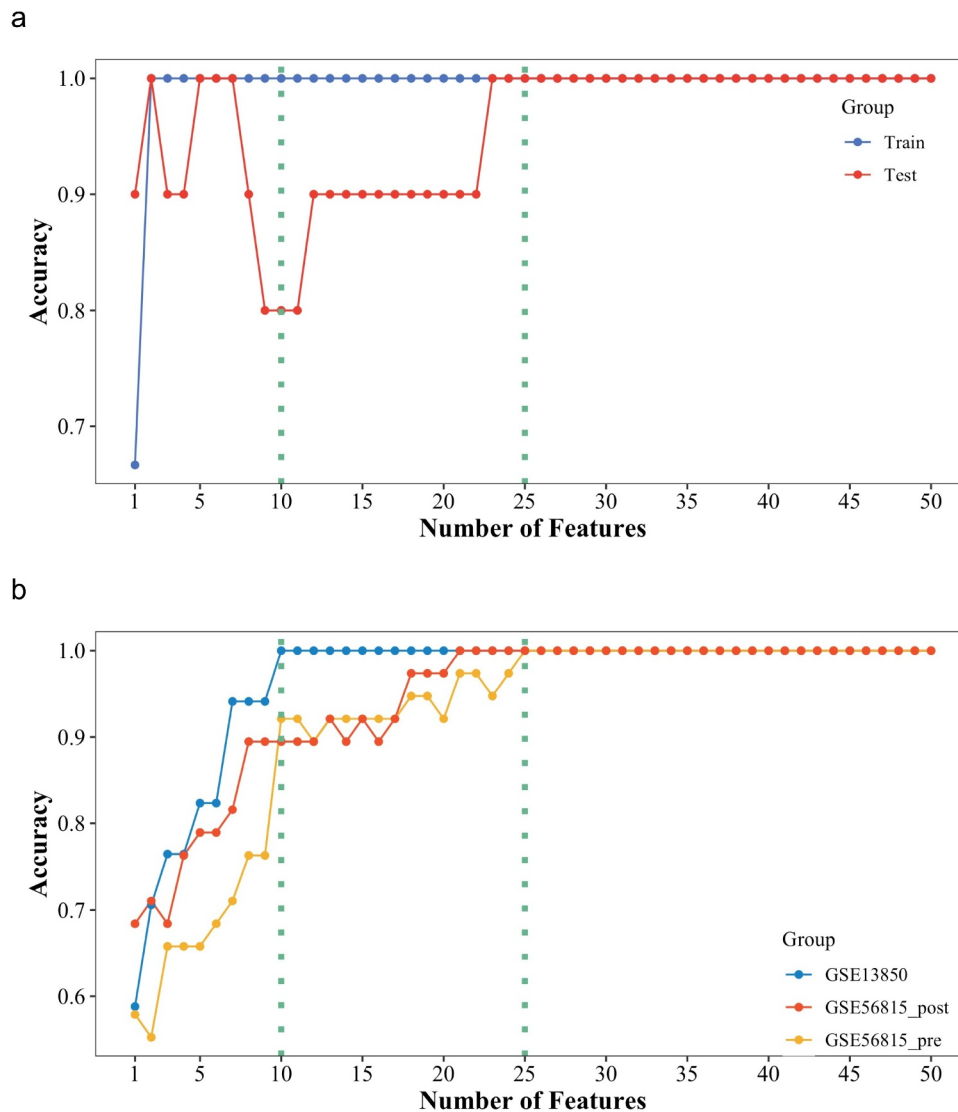 a
1.0
0.9
0.8
0.7
Accuracy
Group
Train
Test
1 5 10 15 20 25 30 35 40 45 50
Number of Features
b
1.0
0.9
0.8
0.7
0.6
Accuracy
Group
GSE13850
GSE56815_post
GSE56815_pre
1 5 10 15 20 25 30 35 40 45 50
Number of Features